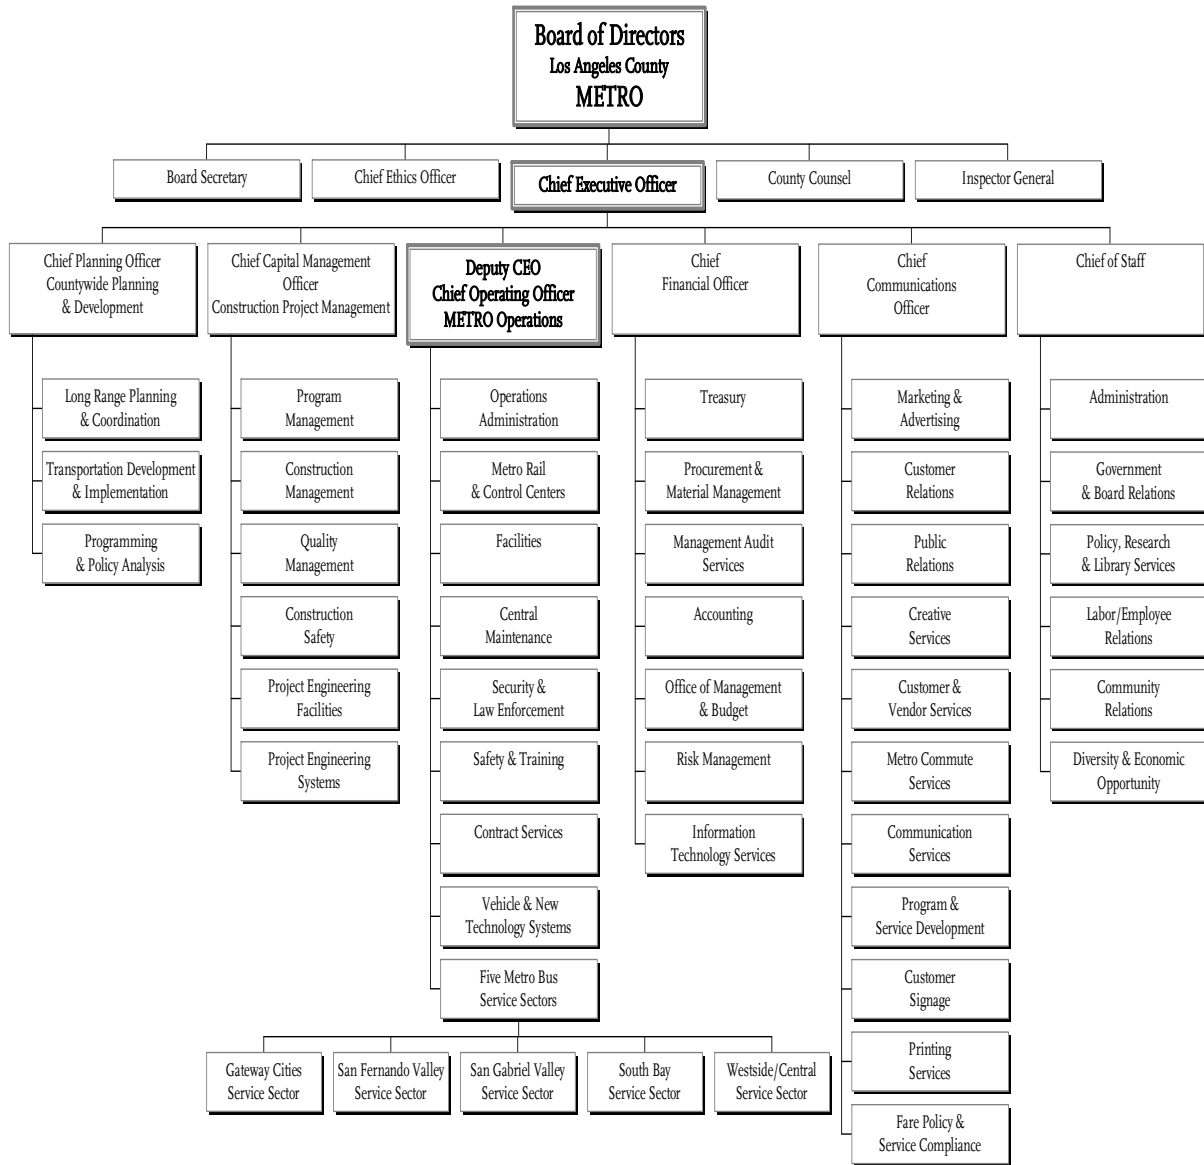 Board of Directors
Los Angeles County
METRO
Board Secretary
Chief Ethics Officer
Chief Executive Officer
County Counsel
Inspector General
Chief Planning Officer
Countywide Planning
& Development
Chief Capital Management
Officer
Construction Project Management
Deputy CEO
Chief Operating Officer
METRO Operations
Chief
Financial Officer
Chief
Communications
Officer
Chief of Staff
Long Range Planning
& Coordination
Transportation Development
& Implementation
Programming
& Policy Analysis
Program
Management
Construction
Management
Quality
Management
Construction
Safety
Project Engineering
Facilities
Project Engineering
Systems
Operations
Administration
Metro Rail
& Control Centers
Facilities
Central
Maintenance
Security &
Law Enforcement
Safety & Training
Contract Services
Vehicle & New
Technology Systems
Five Metro Bus
Service Sectors
Gateway Cities
Service Sector
San Fernando Valley
Service Sector
San Gabriel Valley
Service Sector
South Bay
Service Sector
Westside/Central
Service Sector
Treasury
Procurement &
Material Management
Management Audit
Services
Accounting
Office of Management
& Budget
Risk Management
Information
Technology Services
Marketing &
Advertising
Customer
Relations
Public
Relations
Creative
Services
Customer &
Vendor Services
Metro Commute
Services
Communication
Services
Program &
Service Development
Customer
Signage
Printing
Services
Fare Policy &
Service Compliance
Administration
Government
& Board Relations
Policy, Research
& Library Services
Labor/Employee
Relations
Community
Relations
Diversity & Economic
Opportunity